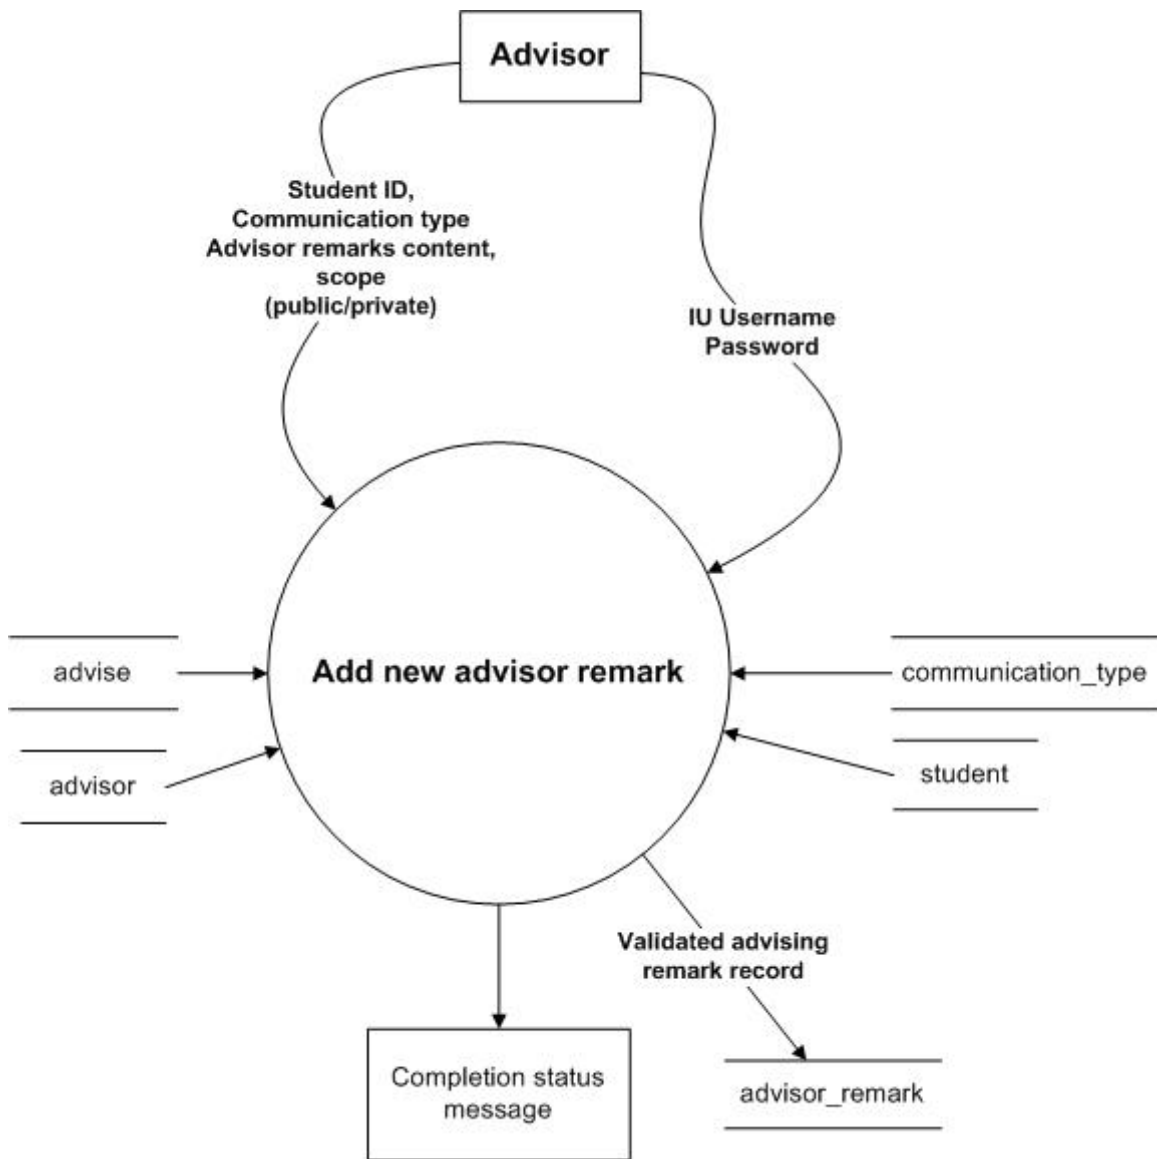 Advisor
Student ID,
Communication type
Advisor remarks content,
scope
(public/private)
IU Username
Password
advise
Add new advisor remark
communication_type
advisor
student
Validated advising
remark record
Completion status
message
advisor_remark